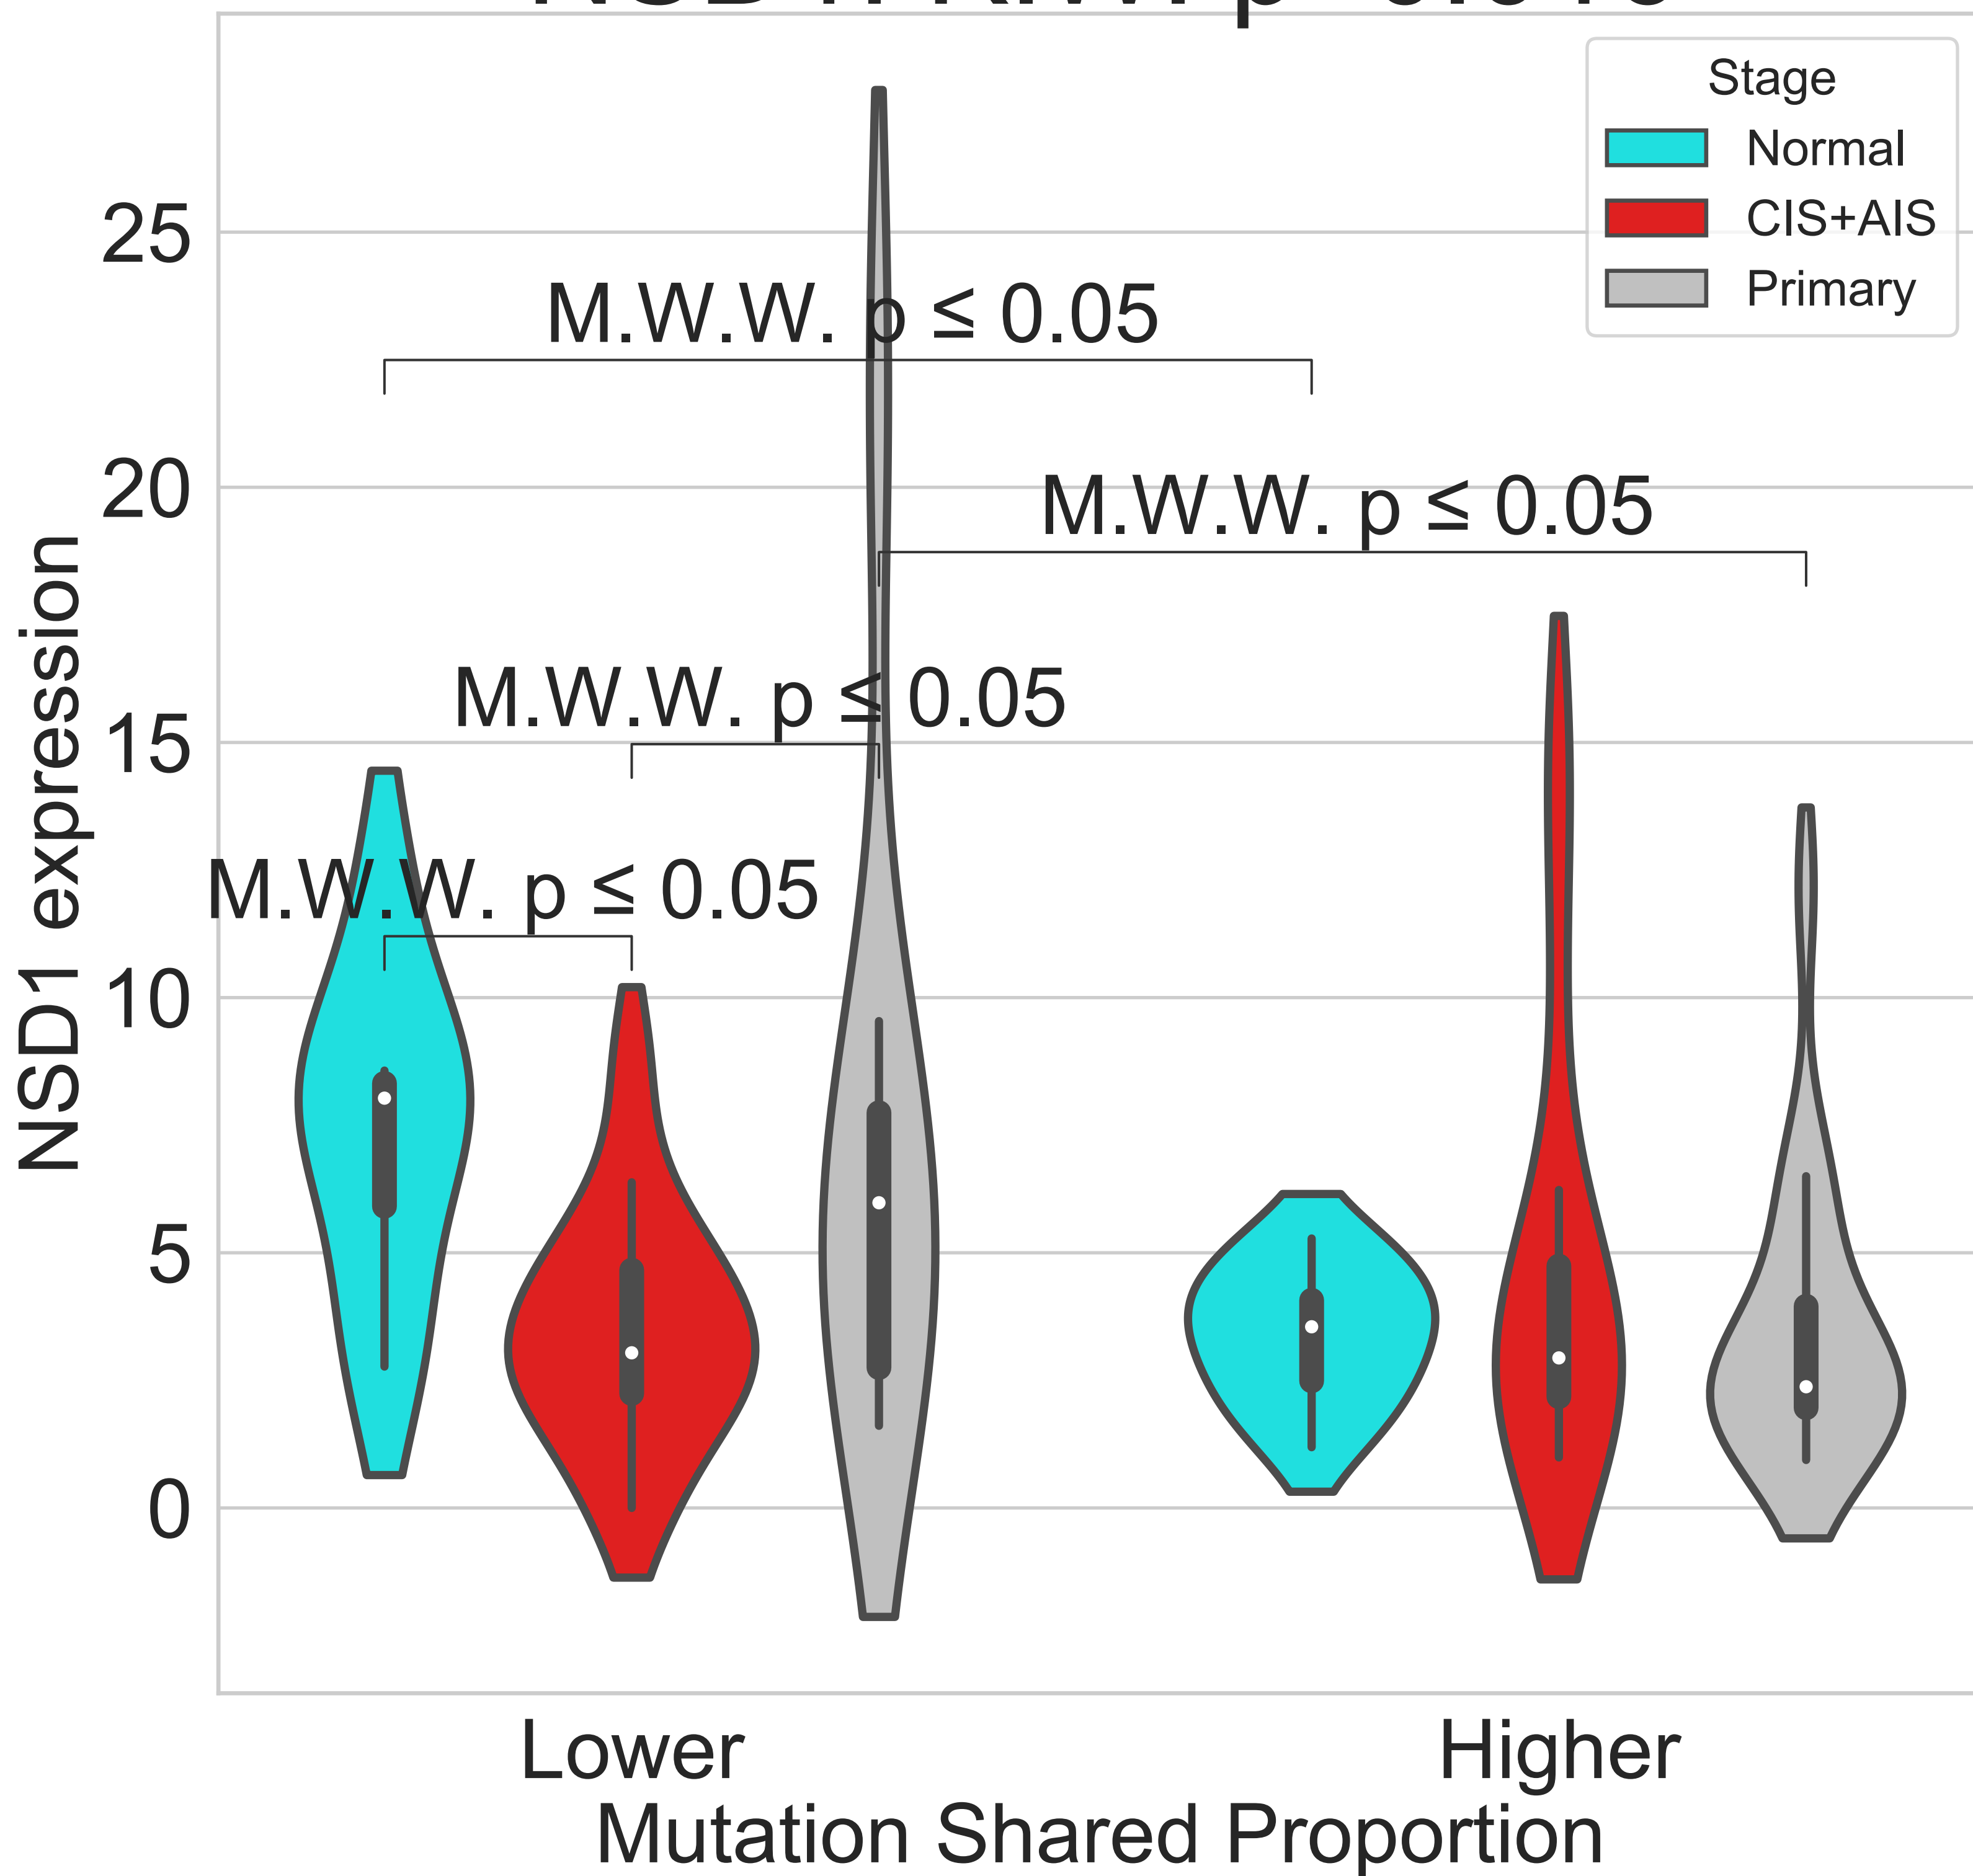 Stage
Normal
CIS+AIS
Primary
25
M.W.W. p ≤ 0.05
20
M.W.W. p ≤ 0.05
M.W.W. p ≤ 0.05
15
M.W.W. p ≤ 0.05
10
5
0
NSD1 expression
Lower
Higher
Mutation Shared Proportion